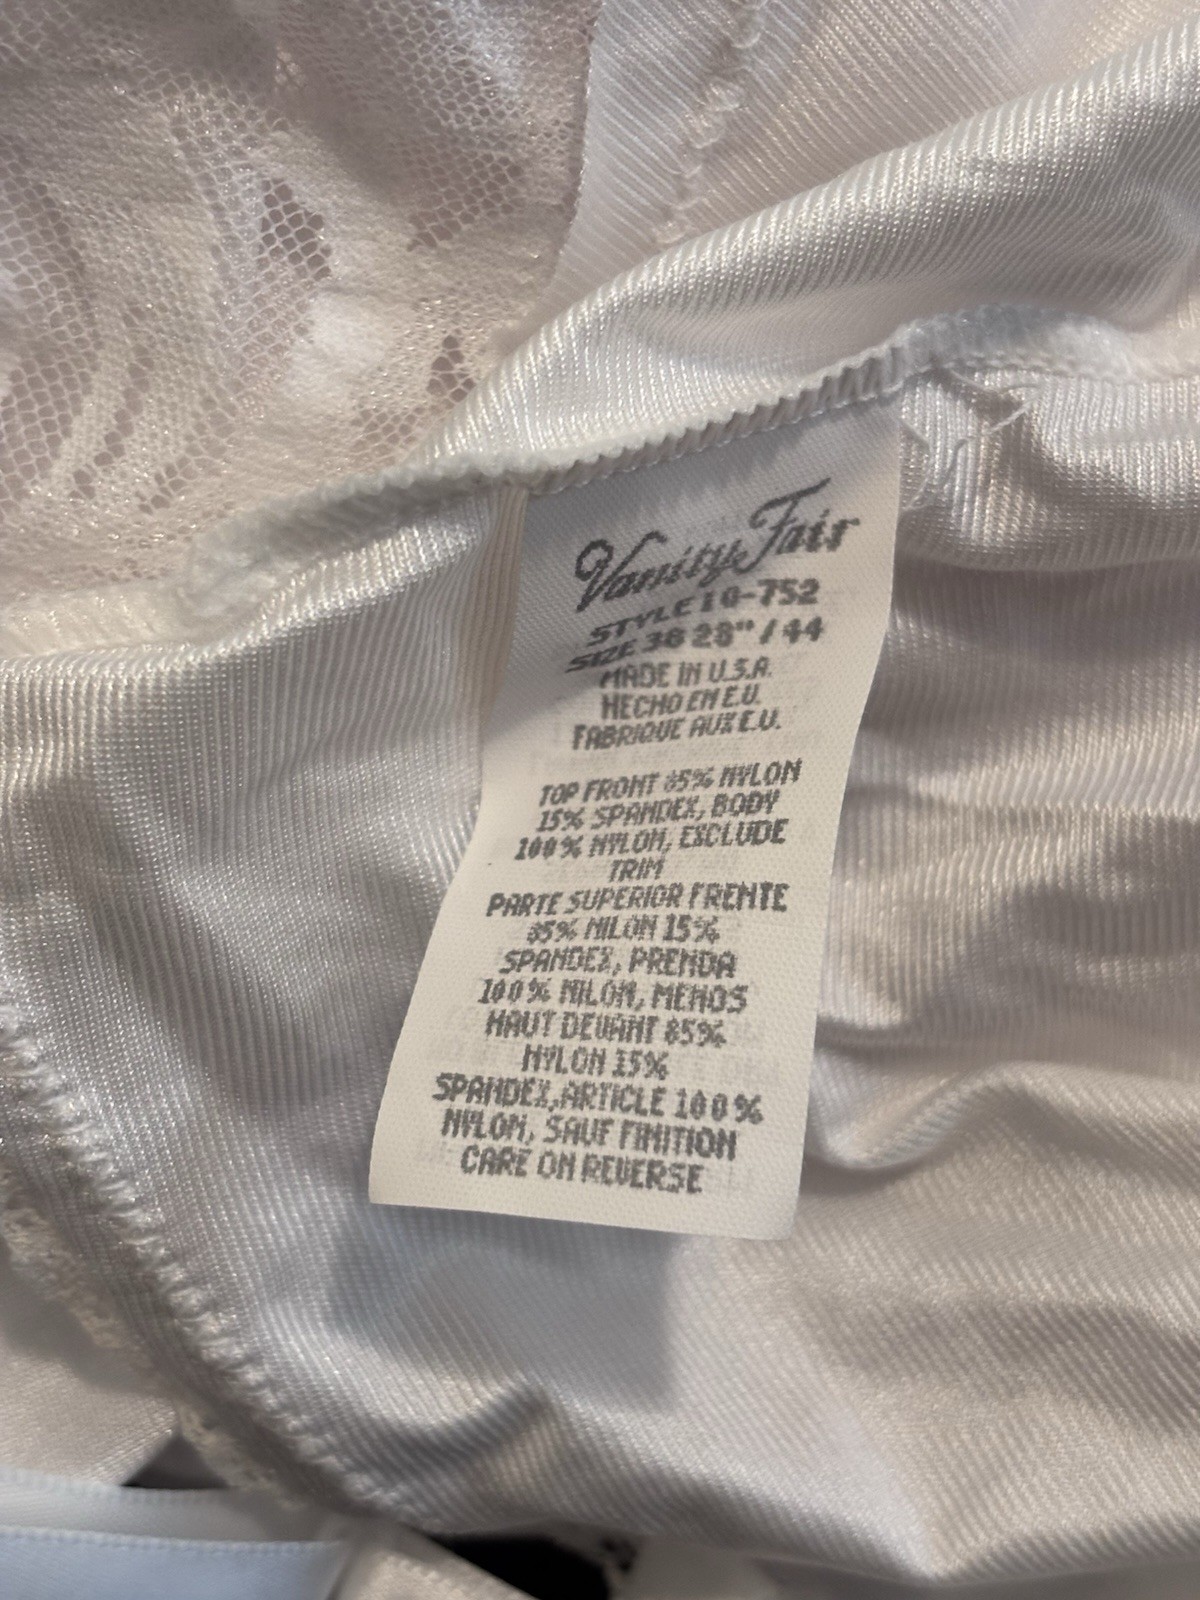 Vanity Fair
STYLE 10-752
SIZE 38 28" / 44
MADE IN U.S.A.
HECHO EN E.U.
FABRIQUE AUX E.U.
TOP FRONT 85% NYLON
15% SPANDEX, BODY
100% NYLON, EXCLUDE
TRIM
PARTE SUPERIOR FRENTE
85% NILON 15%
SPANDEX, PRENDA
100% NILON, MENOS
HAUT DEVANT 85%
NYLON 15%
SPANDEX, ARTICLE 100%
NYLON, SAUF FINITION
CARE ON REVERSE